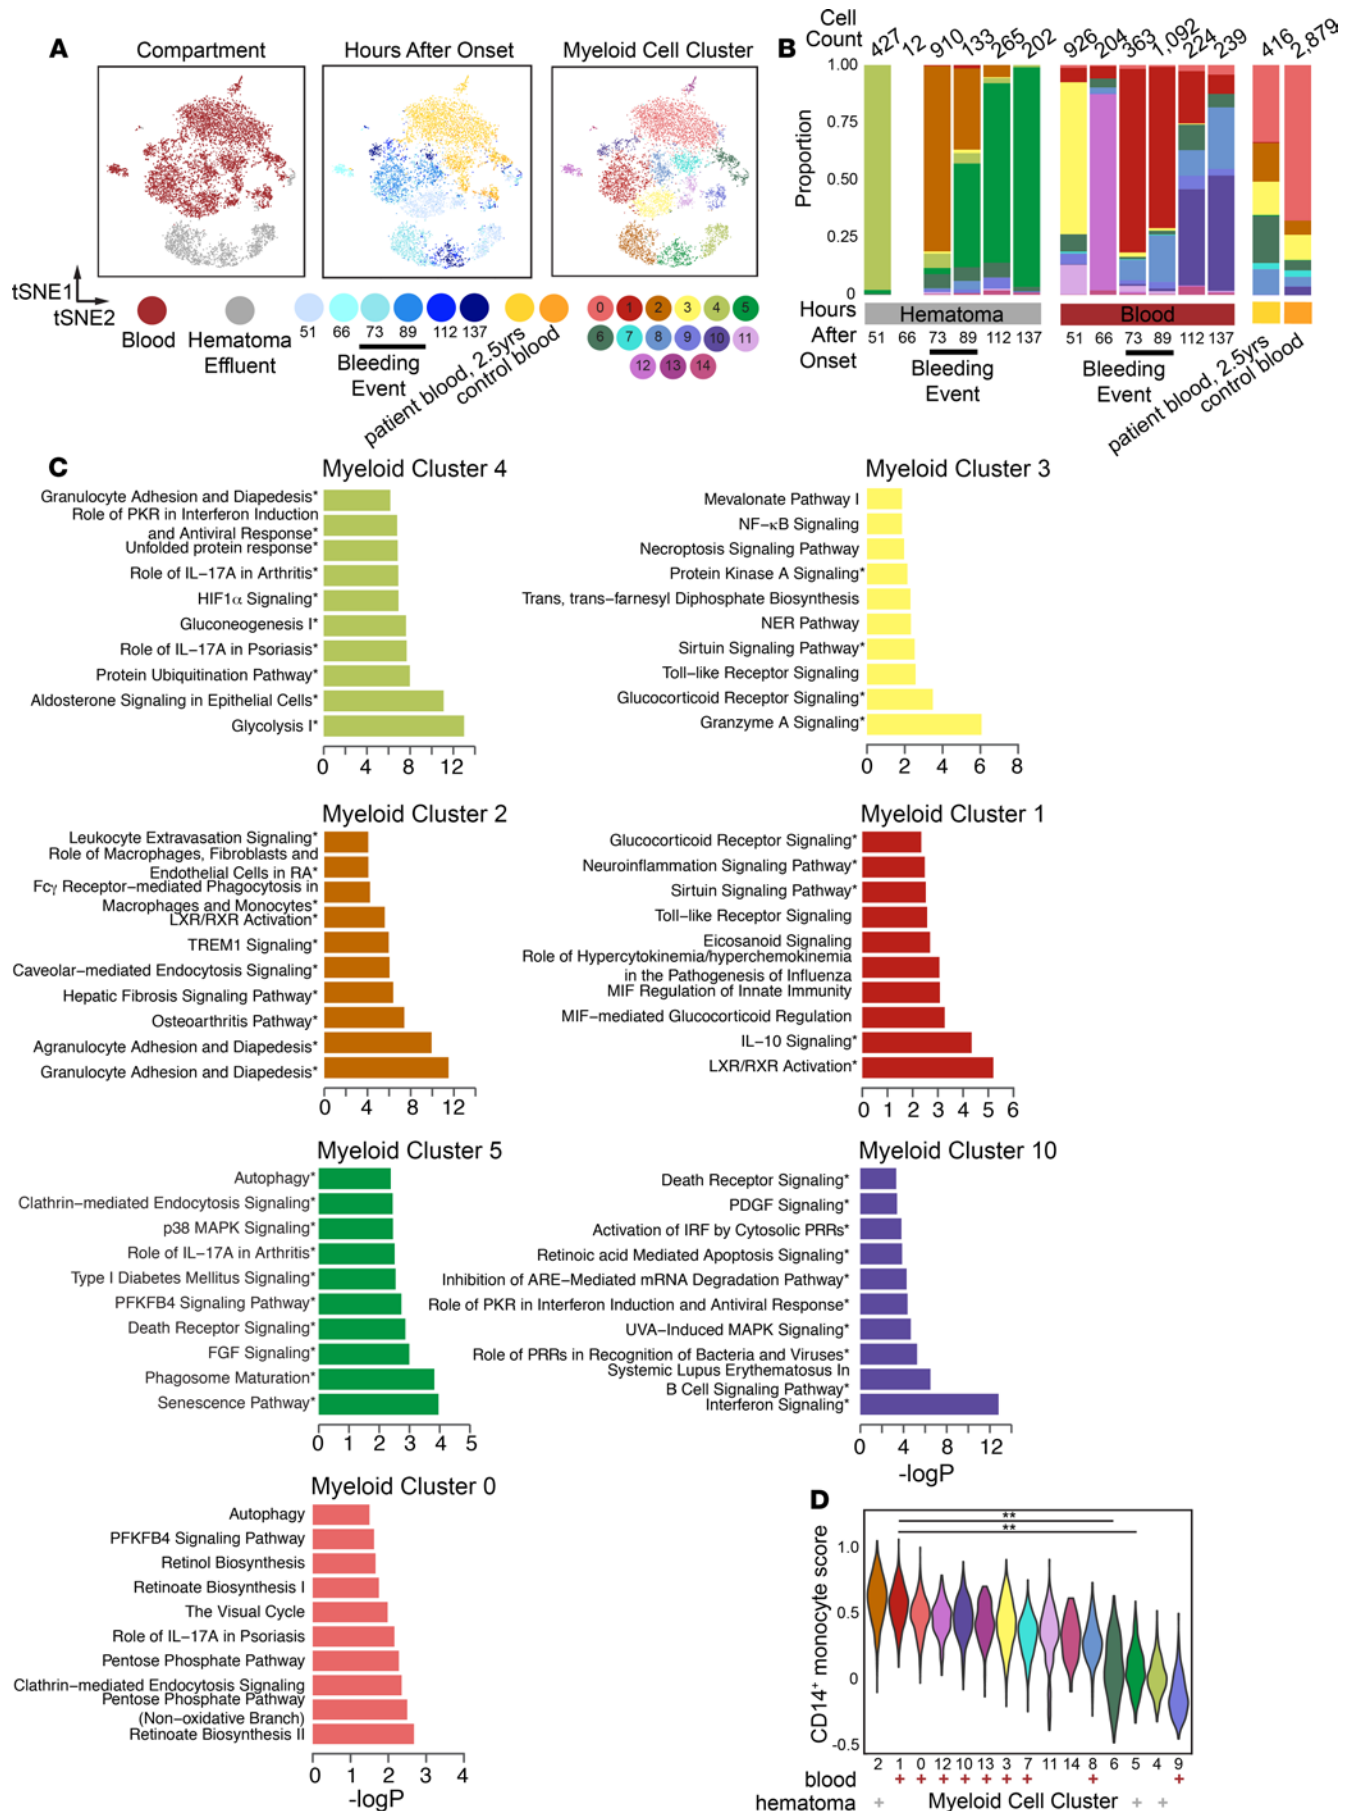 A
Compartment
Hours After Onset
Myeloid Cell Cluster
tSNE1
tSNE2
Blood
Hematoma
Effluent
51 66 73 89 112 137
Bleeding
Event
patient blood, 2.5yrs
control blood
0 1 2 3 4 5
6 7 8 9 10 11
12 13 14
B
Cell
Count
427 12 910 133 265 202 926 204 363 1,092 224 239 416 2,879
Proportion
1.00
0.75
0.50
0.25
0
Hours
After
Onset
Hematoma
Blood
51 66 73 89 112 137 51 66 73 89 112 137
Bleeding
Event
Bleeding
Event
patient blood, 2.5yrs
control blood
C
Myeloid Cluster 4
Granulocyte Adhesion and Diapedesis*
Role of PKR in Interferon Induction
and Antiviral Response*
Unfolded protein response*
Role of IL−17A in Arthritis*
HIF1α Signaling*
Gluconeogenesis I*
Role of IL−17A in Psoriasis*
Protein Ubiquitination Pathway*
Aldosterone Signaling in Epithelial Cells*
Glycolysis I*
0 4 8 12
Myeloid Cluster 3
Mevalonate Pathway I
NF−κB Signaling
Necroptosis Signaling Pathway
Protein Kinase A Signaling*
Trans, trans−farnesyl Diphosphate Biosynthesis
NER Pathway
Sirtuin Signaling Pathway*
Toll−like Receptor Signaling
Glucocorticoid Receptor Signaling*
Granzyme A Signaling*
0 2 4 6 8
Myeloid Cluster 2
Leukocyte Extravasation Signaling*
Role of Macrophages, Fibroblasts and
Endothelial Cells in RA*
Fcγ Receptor−mediated Phagocytosis in
Macrophages and Monocytes*
LXR/RXR Activation*
TREM1 Signaling*
Caveolar−mediated Endocytosis Signaling*
Hepatic Fibrosis Signaling Pathway*
Osteoarthritis Pathway*
Agranulocyte Adhesion and Diapedesis*
Granulocyte Adhesion and Diapedesis*
0 4 8 12
Myeloid Cluster 1
Glucocorticoid Receptor Signaling*
Neuroinflammation Signaling Pathway*
Sirtuin Signaling Pathway*
Toll−like Receptor Signaling
Eicosanoid Signaling
Role of Hypercytokinemia/hyperchemokinemia
in the Pathogenesis of Influenza
MIF Regulation of Innate Immunity
MIF−mediated Glucocorticoid Regulation
IL−10 Signaling*
LXR/RXR Activation*
0 1 2 3 4 5 6
Myeloid Cluster 5
Autophagy*
Clathrin−mediated Endocytosis Signaling*
p38 MAPK Signaling*
Role of IL−17A in Arthritis*
Type I Diabetes Mellitus Signaling*
PFKFB4 Signaling Pathway*
Death Receptor Signaling*
FGF Signaling*
Phagosome Maturation*
Senescence Pathway*
0 1 2 3 4 5
Myeloid Cluster 10
Death Receptor Signaling*
PDGF Signaling*
Activation of IRF by Cytosolic PRRs*
Retinoic acid Mediated Apoptosis Signaling*
Inhibition of ARE−Mediated mRNA Degradation Pathway*
Role of PKR in Interferon Induction and Antiviral Response*
UVA−Induced MAPK Signaling*
Role of PRRs in Recognition of Bacteria and Viruses*
Systemic Lupus Erythematosus In
B Cell Signaling Pathway*
Interferon Signaling*
0 4 8 12
-logP
Myeloid Cluster 0
Autophagy
PFKFB4 Signaling Pathway
Retinol Biosynthesis
Retinoate Biosynthesis I
The Visual Cycle
Role of IL−17A in Psoriasis
Pentose Phosphate Pathway
Clathrin−mediated Endocytosis Signaling
Pentose Phosphate Pathway
(Non−oxidative Branch)
Retinoate Biosynthesis II
0 1 2 3 4
-logP
D
CD14+ monocyte score
1.0
0.5
0
-0.5
**
**
2 1 0 12 10 13 3 7 11 14 8 6 5 4 9
blood + + + + + + + + +
hematoma + Myeloid Cell Cluster + +